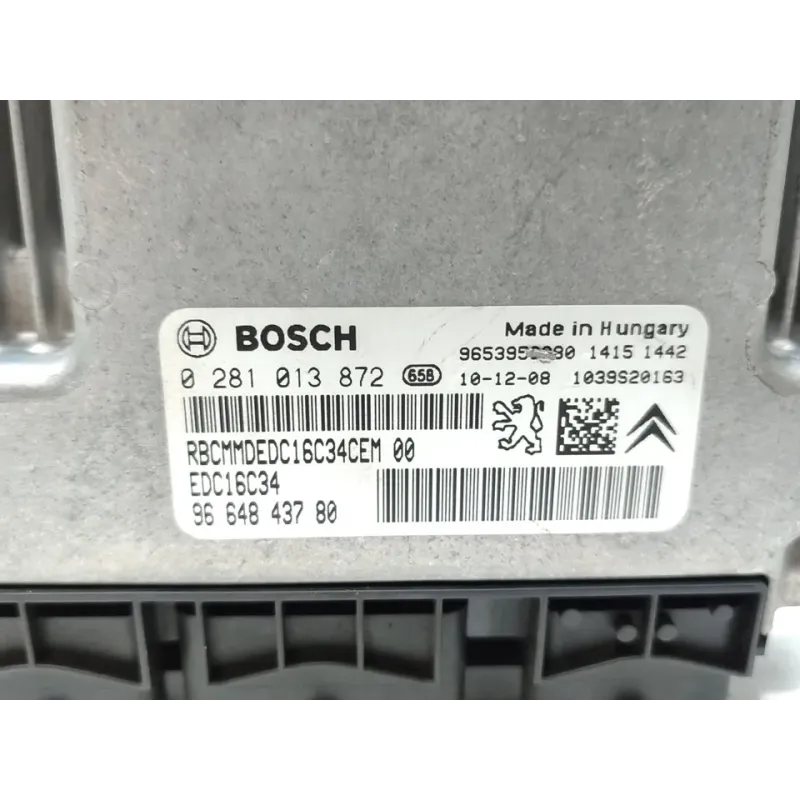 BOSCH
Made in Hungary
1415 1442
0 281 013 872 658 10-12-08 1039S20163
RBCMMDEDC16C34CEM 00
EDC16C34
96 648 437 80